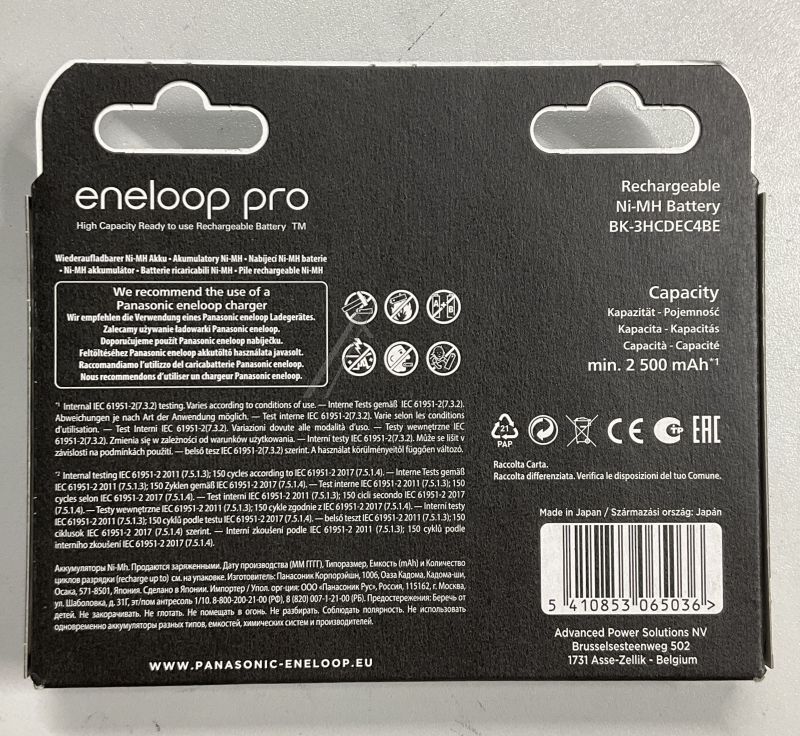 eneloop pro
High Capacity Ready to use Rechargeable Battery TM
Rechargeable
Ni-MH Battery
BK-3HCDEC4BE
Wiederaufladbarer Ni-MH Akku - Akumulatory Ni-MH - Nabíjecí Ni-MH baterie
- Ni-MH akkumulátor - Batterie ricaricabili Ni-MH - Pile rechargeable Ni-MH
We recommend the use of a
Panasonic eneloop charger
Wir empfehlen die Verwendung eines Panasonic eneloop Ladegerätes.
Zalecamy używanie ładowarki Panasonic eneloop.
Doporučujeme použít Panasonic eneloop nabíječku.
Feltöltéséhez Panasonic eneloop akkutöltő használata javasolt.
Raccomandiamo l'utilizzo del caricabatterie Panasonic eneloop.
Nous recommendons d'utiliser un chargeur Panasonic eneloop.
A+B
Capacity
Kapazität - Pojemność
Kapacita - Kapacitás
Capacità - Capacité
min. 2 500 mAh*1
*1 Internal IEC 61951-2(7.3.2) testing. Varies according to conditions of use. — Interne Tests gemäß IEC 61951-2(7.3.2).
Abweichungen je nach Art der Anwendung möglich. — Test interne IEC 61951-2(7.3.2). Varie selon les conditions
d'utilisation. — Test Interni IEC 61951-2(7.3.2). Variazioni dovute alle modalità d'uso. — Testy wewnętrzne IEC
61951-2(7.3.2). Zmienia się w zależności od warunków użytkowania. — Interní testy IEC 61951-2(7.3.2). Může se lišit v
závislosti na podmínkách použití. — belső tesz IEC 61951-2(7.3.2) szerint. A használat körülményeitől függően változó.
*2 Internal testing IEC 61951-2 2011 (7.5.1.3); 150 cycles according to IEC 61951-2 2017 (7.5.1.4). — Interne Tests gemäß
IEC 61951-2 2011 (7.5.1.3); 150 Zyklen gemäß IEC 61951-2 2017 (7.5.1.4). — Test interne IEC 61951-2 2011 (7.5.1.3); 150
cycles selon IEC 61951-2 2017 (7.5.1.4). — Test interni IEC 61951-2 2011 (7.5.1.3); 150 cicli secondo IEC 61951-2 2017
(7.5.1.4). — Testy wewnętrzne IEC 61951-2 2011 (7.5.1.3); 150 cykle zgodnie z IEC 61951-2 2017 (7.5.1.4). — Interní testy
IEC 61951-2 2011 (7.5.1.3); 150 cyklů podle testu IEC 61951-2 2017 (7.5.1.4). — belső teszt IEC 61951-2 2011 (7.5.1.3); 150
ciklusok IEC 61951-2 2017 (7.5.1.4) szerint. — Interní zkoušení podle IEC 61951-2 2011 (7.5.1.3); 150 cyklů podle
interního zkoušení IEC 61951-2 2017 (7.5.1.4).
21
PAP
CE
EAC
Raccolta Carta.
Raccolta differenziata. Verifica le disposizioni del tuo Comune.
Аккумуляторы Ni-Mh. Продаются заряженными. Дату производства (ММ ГГГГ), Типоразмер, Емкость (mAh) и Количество
циклов разрядки (recharge up to) см. на упаковке. Изготовитель: Панасоник Корпорэйшн, 1006, Оаза Кадома, Кадома-ши,
Осака, 571-8501, Япония. Сделано в Японии. Импортер / Упол. орг-ция: ООО «Панасоник Рус», Россия, 115162, г. Москва,
ул. Шаболовка, д. 31Г, эт/пом антресоль 1/10. 8-800-200-21-00 (РФ), 8 (820) 007-1-21-00 (РБ). Предостережения: Беречь от
детей. Не закорачивать. Не глотать. Не помещать в огонь. Не разбирать. Соблюдать полярность. Не использовать
одновременно аккумуляторы разных типов, емкостей, химических систем и производителей.
Made in Japan / Származási ország: Japán
5 410853 065036 >
Advanced Power Solutions NV
Brusselsesteenweg 502
1731 Asse-Zellik - Belgium
WWW.PANASONIC-ENELOOP.EU